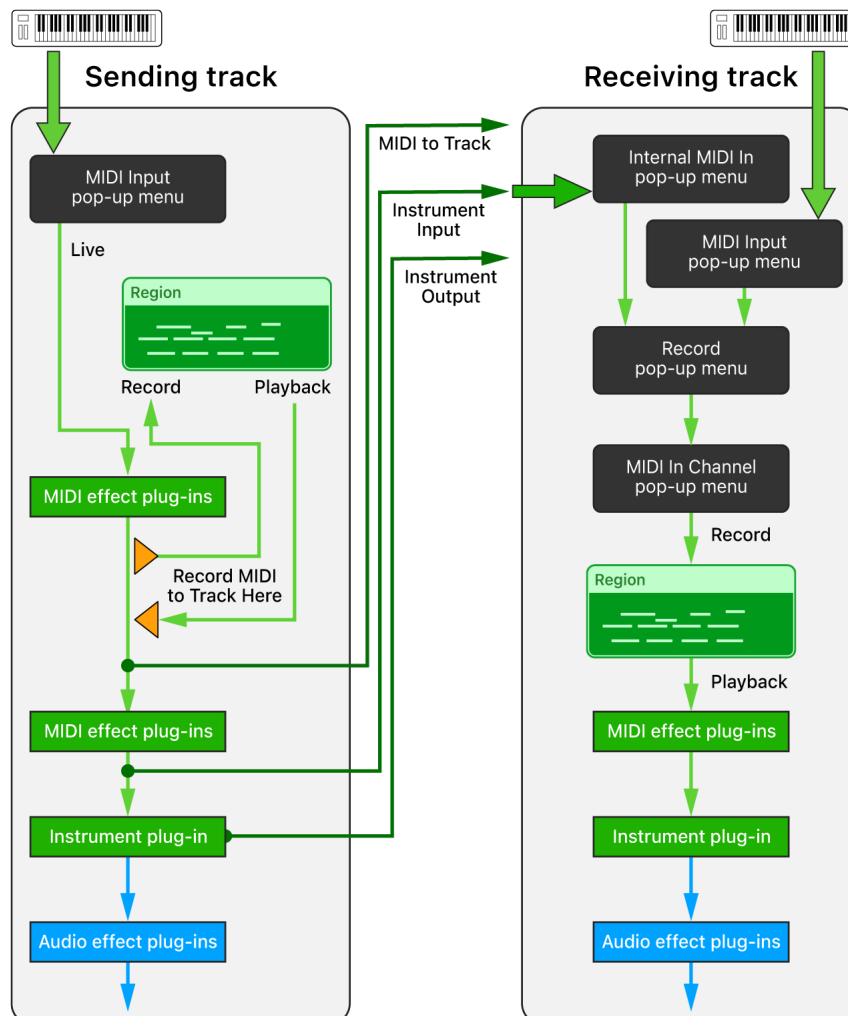 Sending track
Receiving track
MIDI Input
pop-up menu
Live
Region
Record
Playback
MIDI effect plug-ins
Record MIDI
to Track Here
MIDI effect plug-ins
Instrument plug-in
Audio effect plug-ins
MIDI to Track
Instrument
Input
Instrument
Output
Internal MIDI In
pop-up menu
MIDI Input
pop-up menu
Record
pop-up menu
MIDI In Channel
pop-up menu
Record
Region
Playback
MIDI effect plug-ins
Instrument plug-in
Audio effect plug-ins